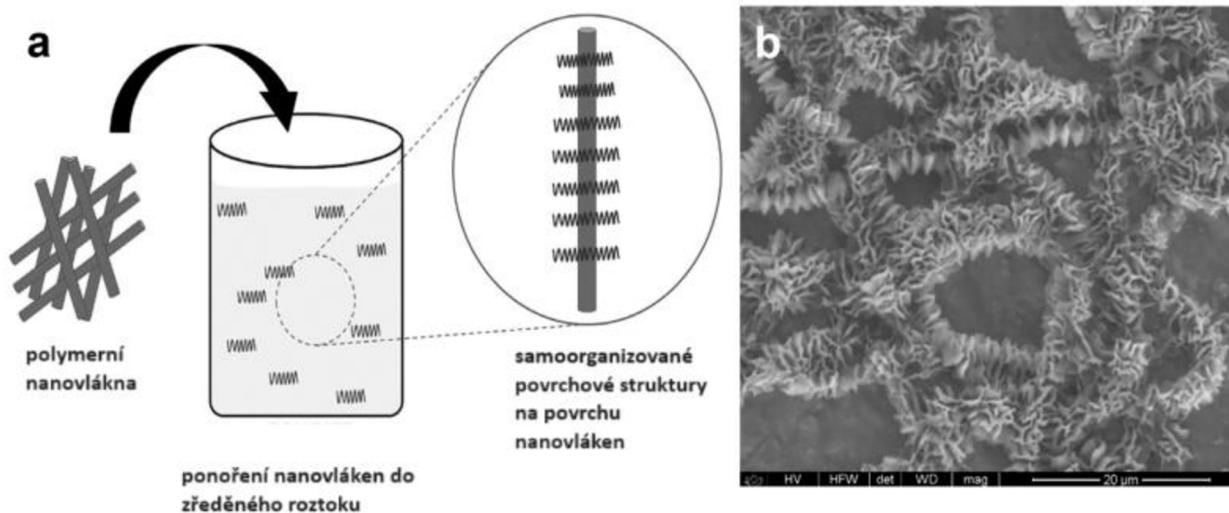 a
polymerní
nanovlákna
ponoření nanovláken do
zředěného roztoku
samoorganizované
povrchové struktury
na povrchu
nanovláken
b
HV HFW det WD mag 20 µm